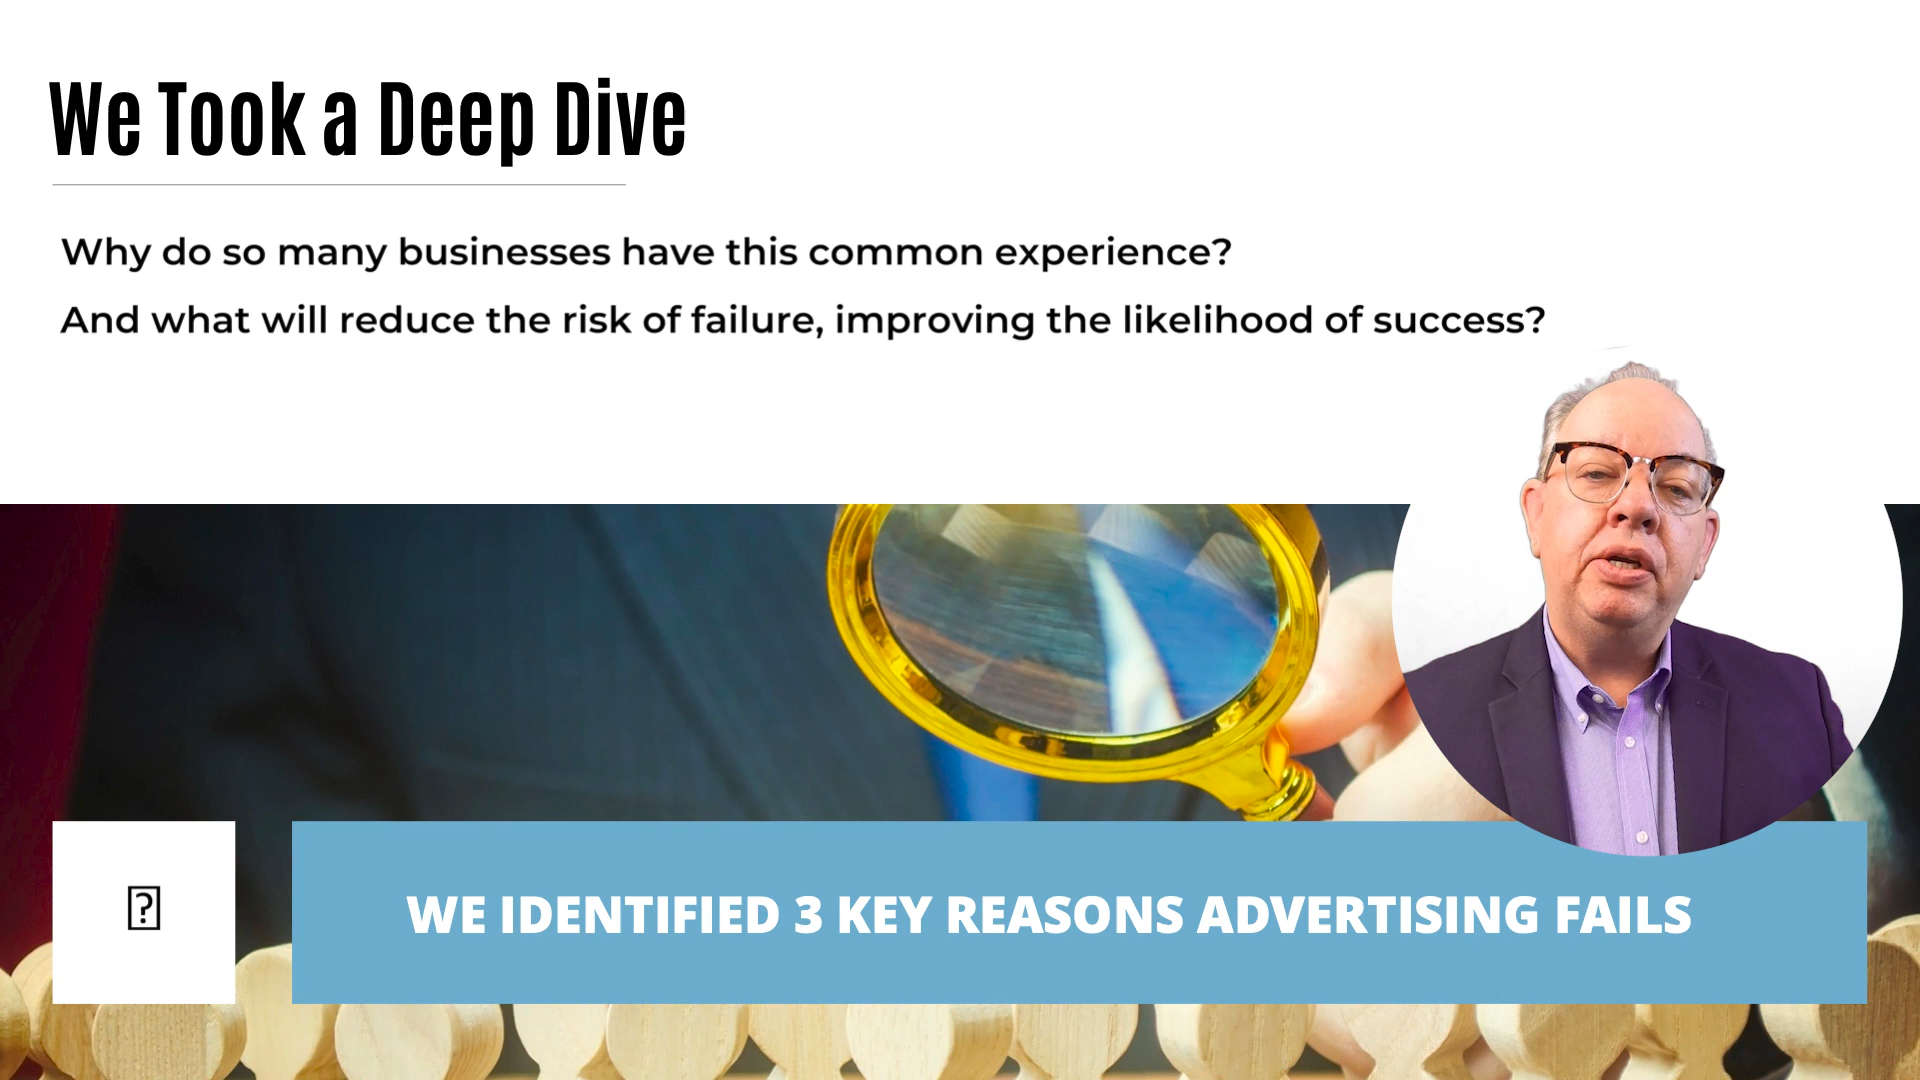 We Took a Deep Dive
Why do so many businesses have this common experience?
And what will reduce the risk of failure, improving the likelihood of success?
WE IDENTIFIED 3 KEY REASONS ADVERTISING FAILS